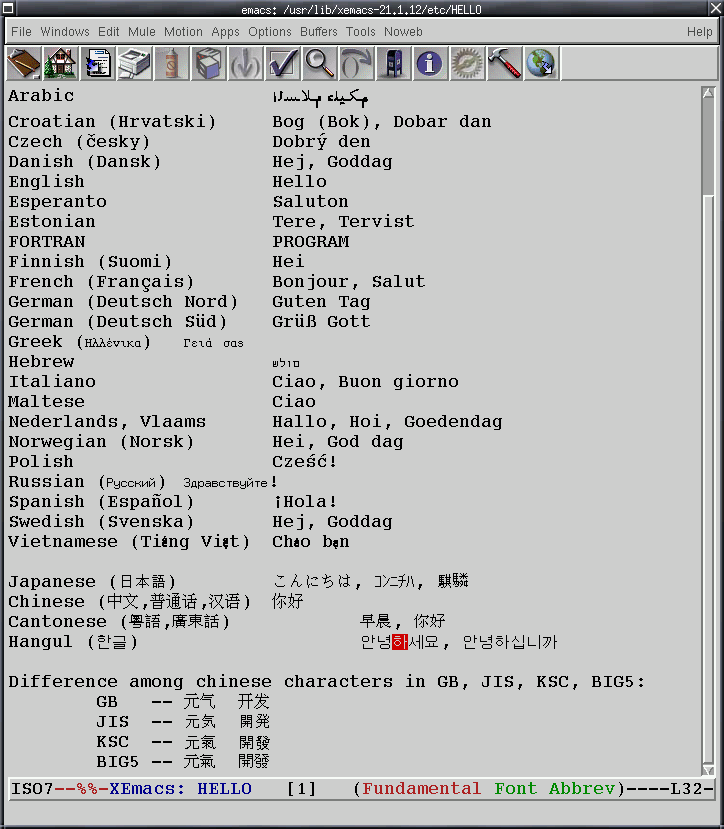 emacs: /usr/lib/xemacs-21.1.12/etc/HELLO
File Windows Edit Mule Motion Apps Options Buffers Tools Noweb Help
Arabic السلام عليكم
Croatian (Hrvatski) Bog (Bok), Dobar dan
Czech (česky) Dobrý den
Danish (Dansk) Hej, Goddag
English Hello
Esperanto Saluton
Estonian Tere, Tervist
FORTRAN PROGRAM
Finnish (Suomi) Hei
French (Français) Bonjour, Salut
German (Deutsch Nord) Guten Tag
German (Deutsch Süd) Grüß Gott
Greek (Ηλλένικα) Γειά σας
Hebrew שלום
Italiano Ciao, Buon giorno
Maltese Ciao
Nederlands, Vlaams Hallo, Hoi, Goedendag
Norwegian (Norsk) Hei, God dag
Polish Cześć!
Russian (Русский) Здравствуйте!
Spanish (Español) ¡Hola!
Swedish (Svenska) Hej, Goddag
Vietnamese (Tiếng Việt) Chào bạn
Japanese (日本語) こんにちは, ｺﾝﾆﾁﾊ, 騏驎
Chinese (中文,普通话,汉语) 你好
Cantonese (粵語,廣東話) 早晨, 你好
Hangul (한글) 안녕하세요, 안녕하십니까
Difference among chinese characters in GB, JIS, KSC, BIG5:
GB -- 元气 开发
JIS -- 元気 開発
KSC -- 元氣 開發
BIG5 -- 元氣 開發
ISO7--%%-XEmacs: HELLO [1] (Fundamental Font Abbrev)----L32-